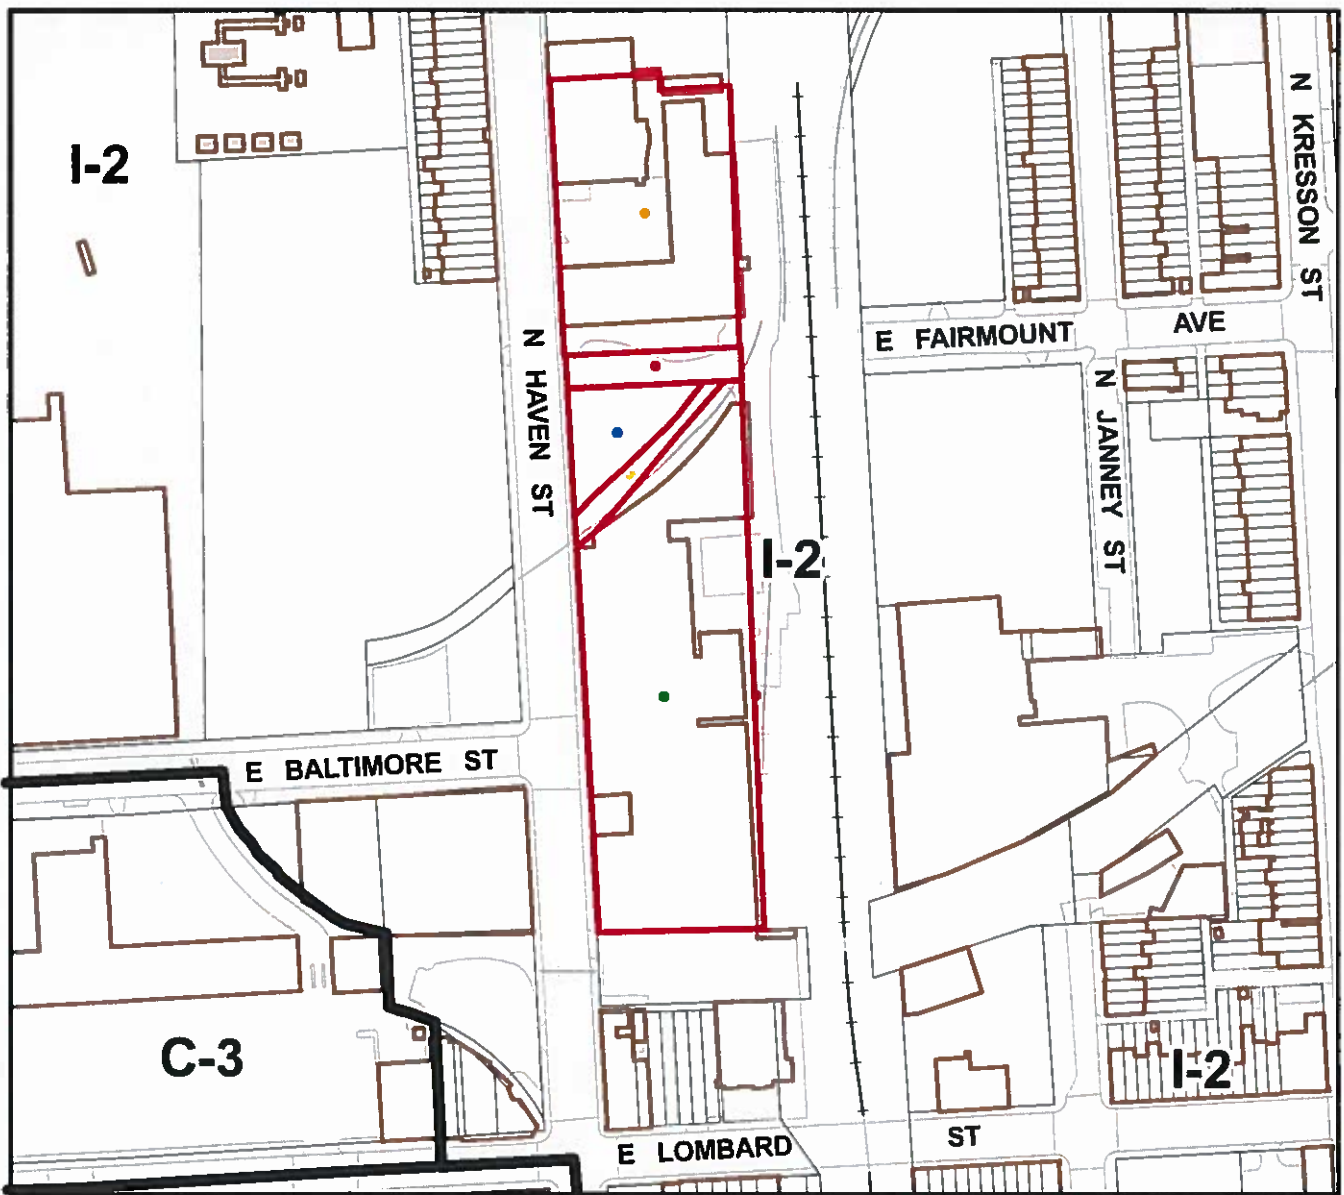 I-2
N KRESSON ST
E FAIRMOUNT AVE
N HAVEN ST
N JANNEY ST
I-2
E BALTIMORE ST
C-3
I-2
E LOMBARD ST